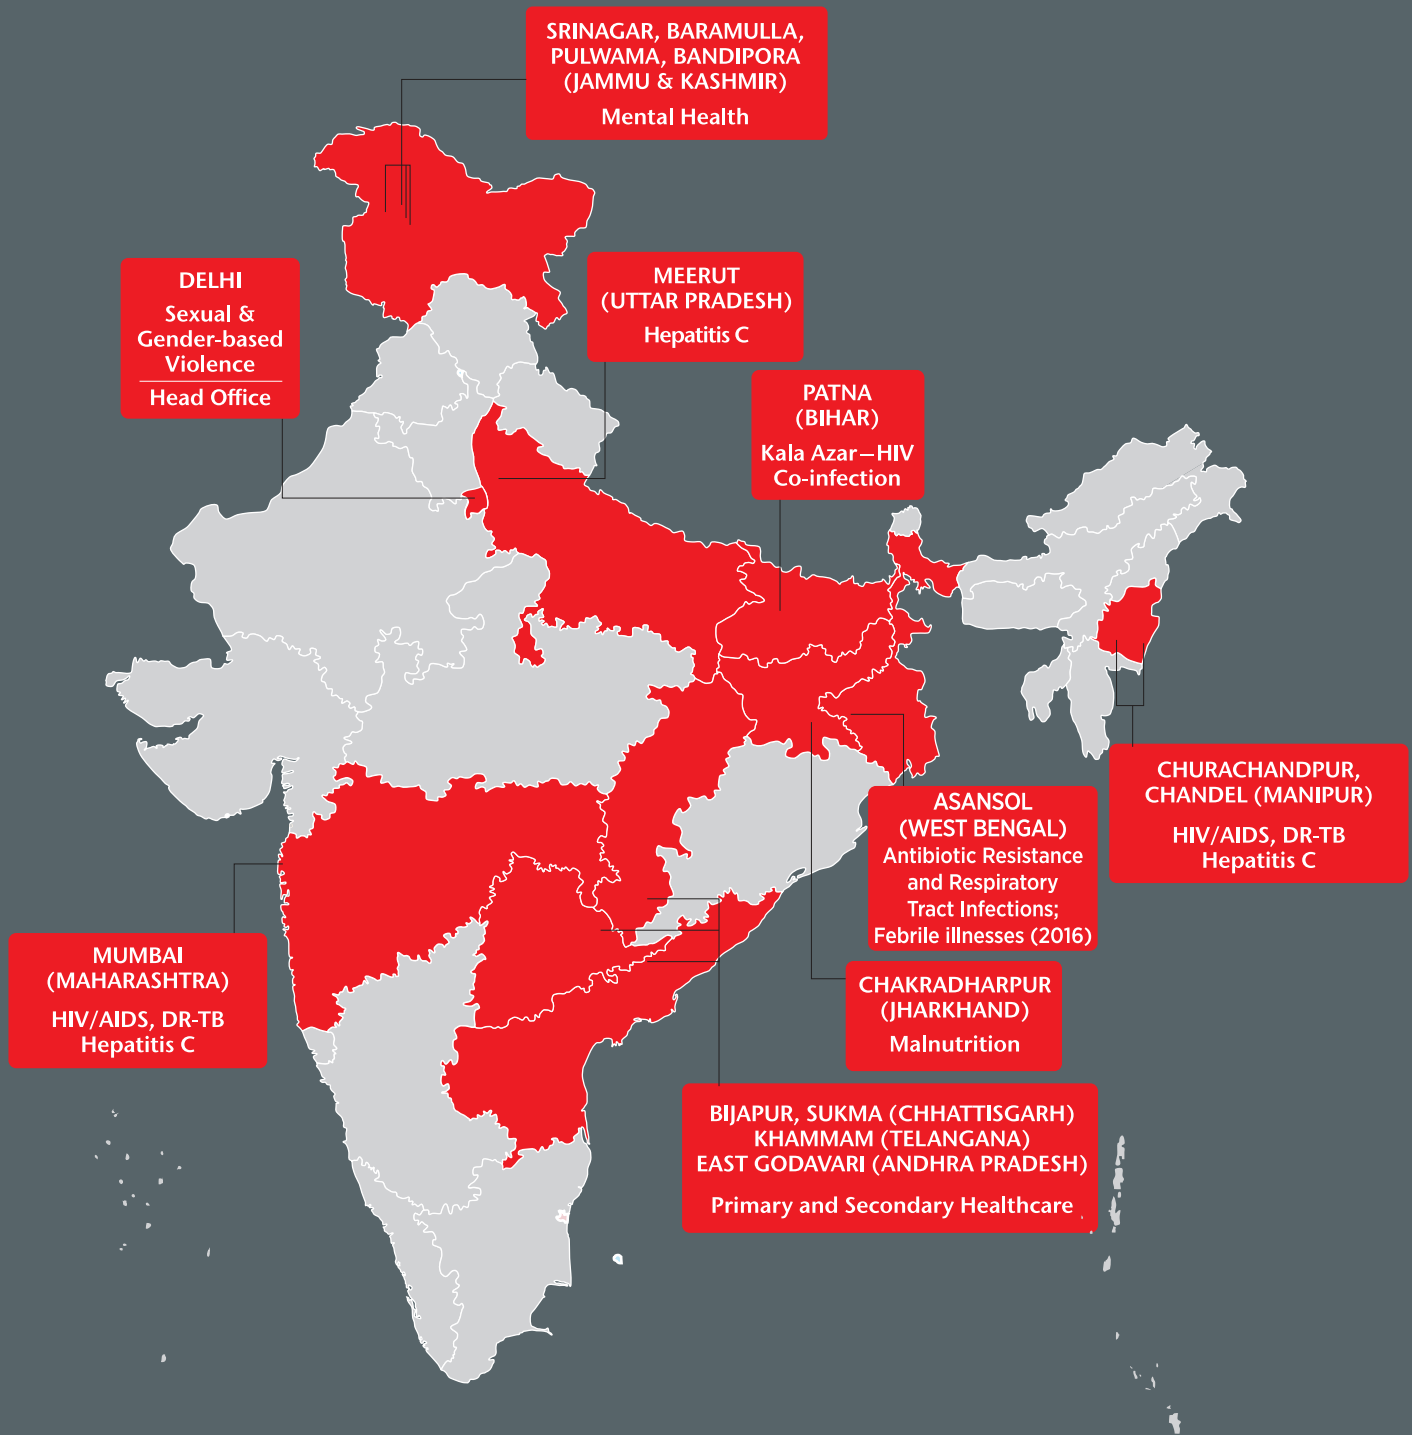 SRINAGAR, BARAMULLA,
PULWAMA, BANDIPORA
(JAMMU & KASHMIR)
Mental Health
DELHI
Sexual &
Gender-based
Violence
Head Office
MEERUT
(UTTAR PRADESH)
Hepatitis C
PATNA
(BIHAR)
Kala Azar–HIV
Co-infection
CHURACHANDPUR,
CHANDEL (MANIPUR)
HIV/AIDS, DR-TB
Hepatitis C
ASANSOL
(WEST BENGAL)
Antibiotic Resistance
and Respiratory
Tract Infections;
Febrile illnesses (2016)
MUMBAI
(MAHARASHTRA)
HIV/AIDS, DR-TB
Hepatitis C
CHAKRADHARPUR
(JHARKHAND)
Malnutrition
BIJAPUR, SUKMA (CHHATTISGARH)
KHAMMAM (TELANGANA)
EAST GODAVARI (ANDHRA PRADESH)
Primary and Secondary Healthcare